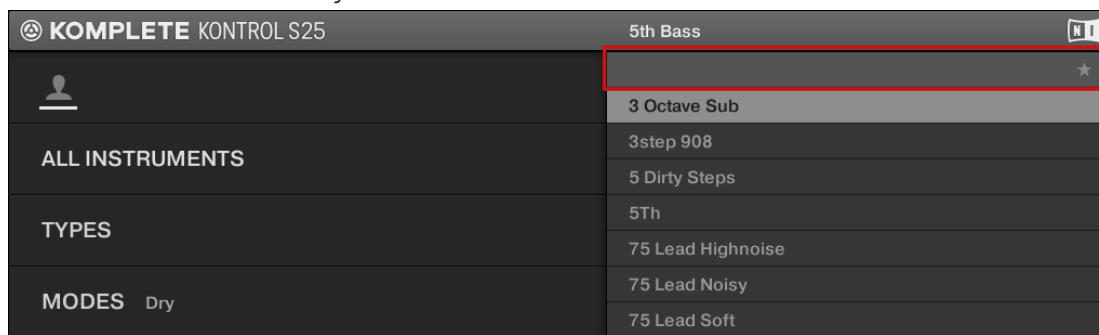 KOMPLETE KONTROL S25
5th Bass
NI
ALL INSTRUMENTS
TYPES
MODES Dry
3 Octave Sub
3step 908
5 Dirty Steps
5Th
75 Lead Highnoise
75 Lead Noisy
75 Lead Soft